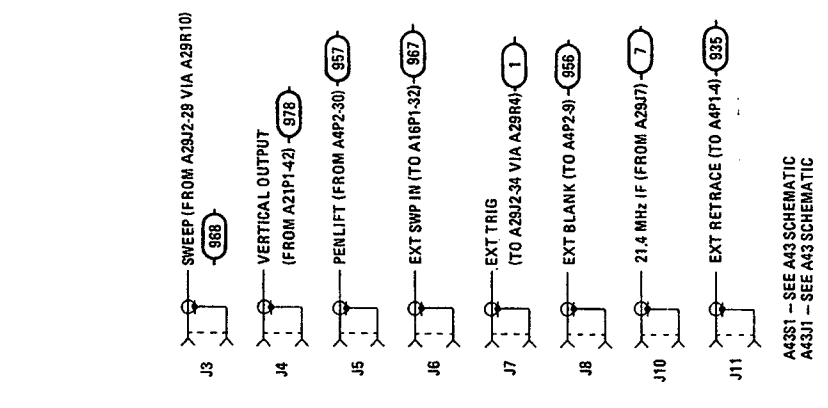 J3
SWEEP (FROM A29J2-29 VIA A29R10)
968
J4
VERTICAL OUTPUT
(FROM A21P1-42)
978
J5
PENLIFT (FROM A4P2-30)
957
J6
EXT SWP IN (TO A16P1-32)
967
J7
EXT TRIG
(TO A29J2-34 VIA A29R4)
1
J8
EXT BLANK (TO A4P2-9)
956
J10
21.4 MHz IF (FROM A29J7)
7
J11
EXT RETRACE (TO A4P1-4)
935
A43S1 – SEE A43 SCHEMATIC
A43J1 – SEE A43 SCHEMATIC